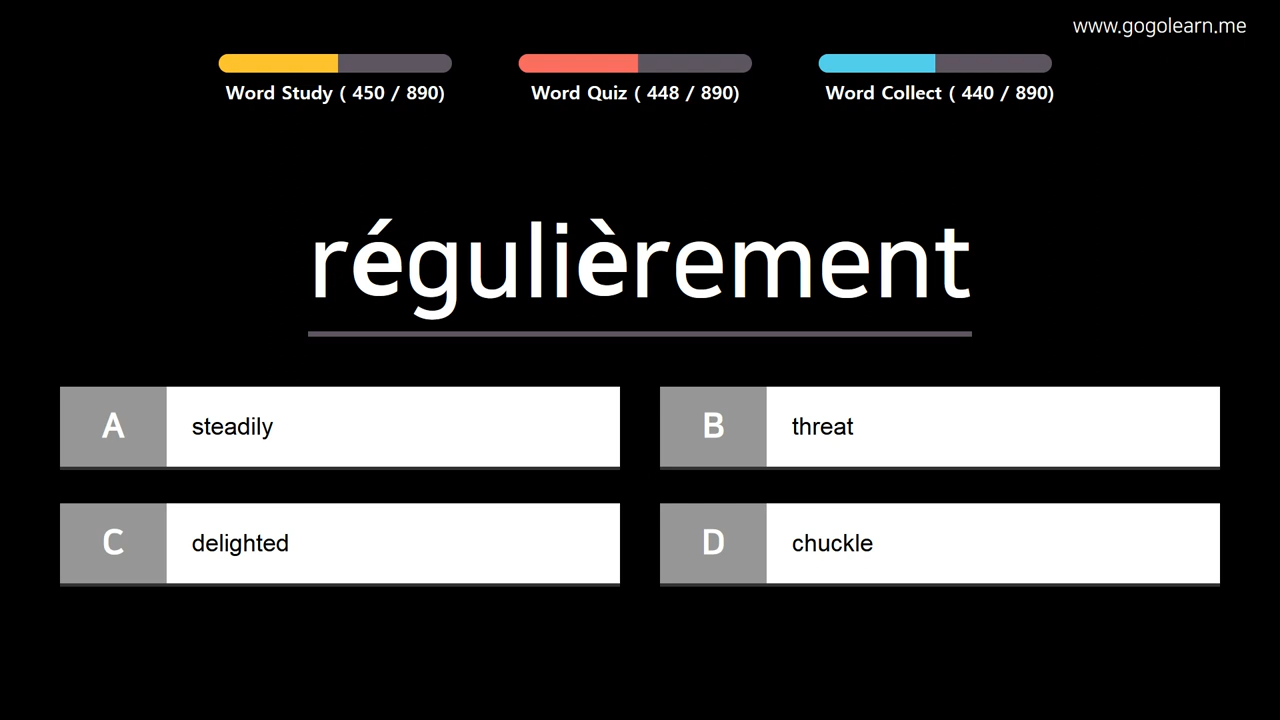 www.gogolearn.me
Word Study ( 450 / 890)
Word Quiz ( 448 / 890)
Word Collect ( 440 / 890)
régulièrement
A steadily
B threat
C delighted
D chuckle